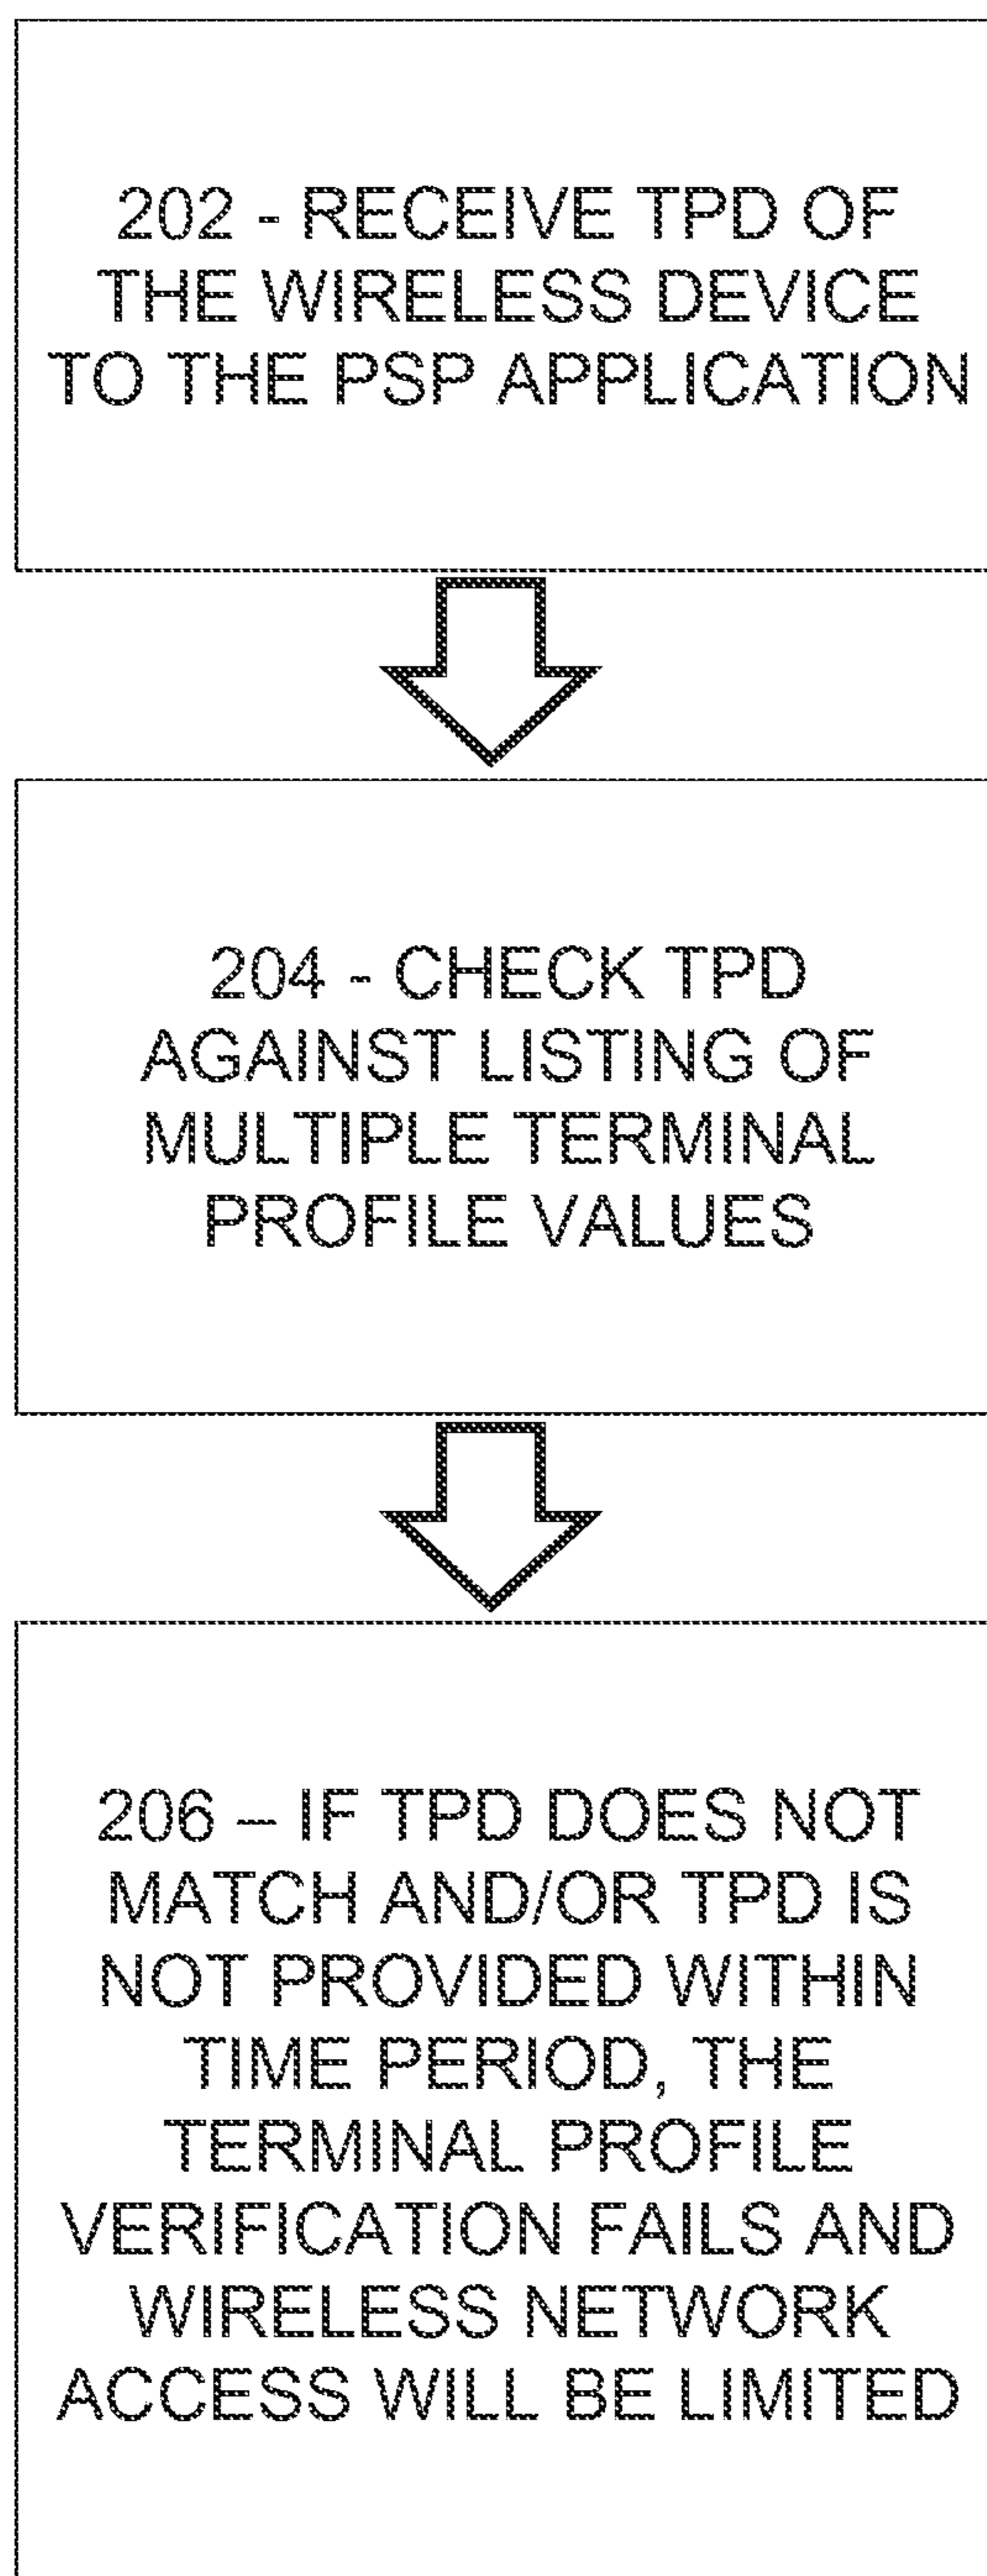 202 - RECEIVE TPD OF
THE WIRELESS DEVICE
TO THE PSP APPLICATION
204 - CHECK TPD
AGAINST LISTING OF
MULTIPLE TERMINAL
PROFILE VALUES
206 – IF TPD DOES NOT
MATCH AND/OR TPD IS
NOT PROVIDED WITHIN
TIME PERIOD, THE
TERMINAL PROFILE
VERIFICATION FAILS AND
WIRELESS NETWORK
ACCESS WILL BE LIMITED